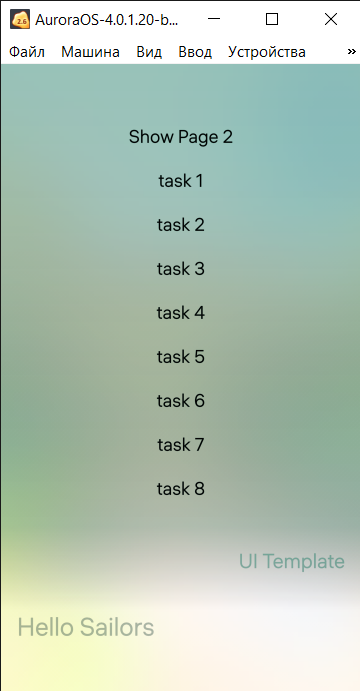 AuroraOS-4.0.1.20-b...
Файл Машина Вид Ввод Устройства »
Show Page 2
task 1
task 2
task 3
task 4
task 5
task 6
task 7
task 8
UI Template
Hello Sailors